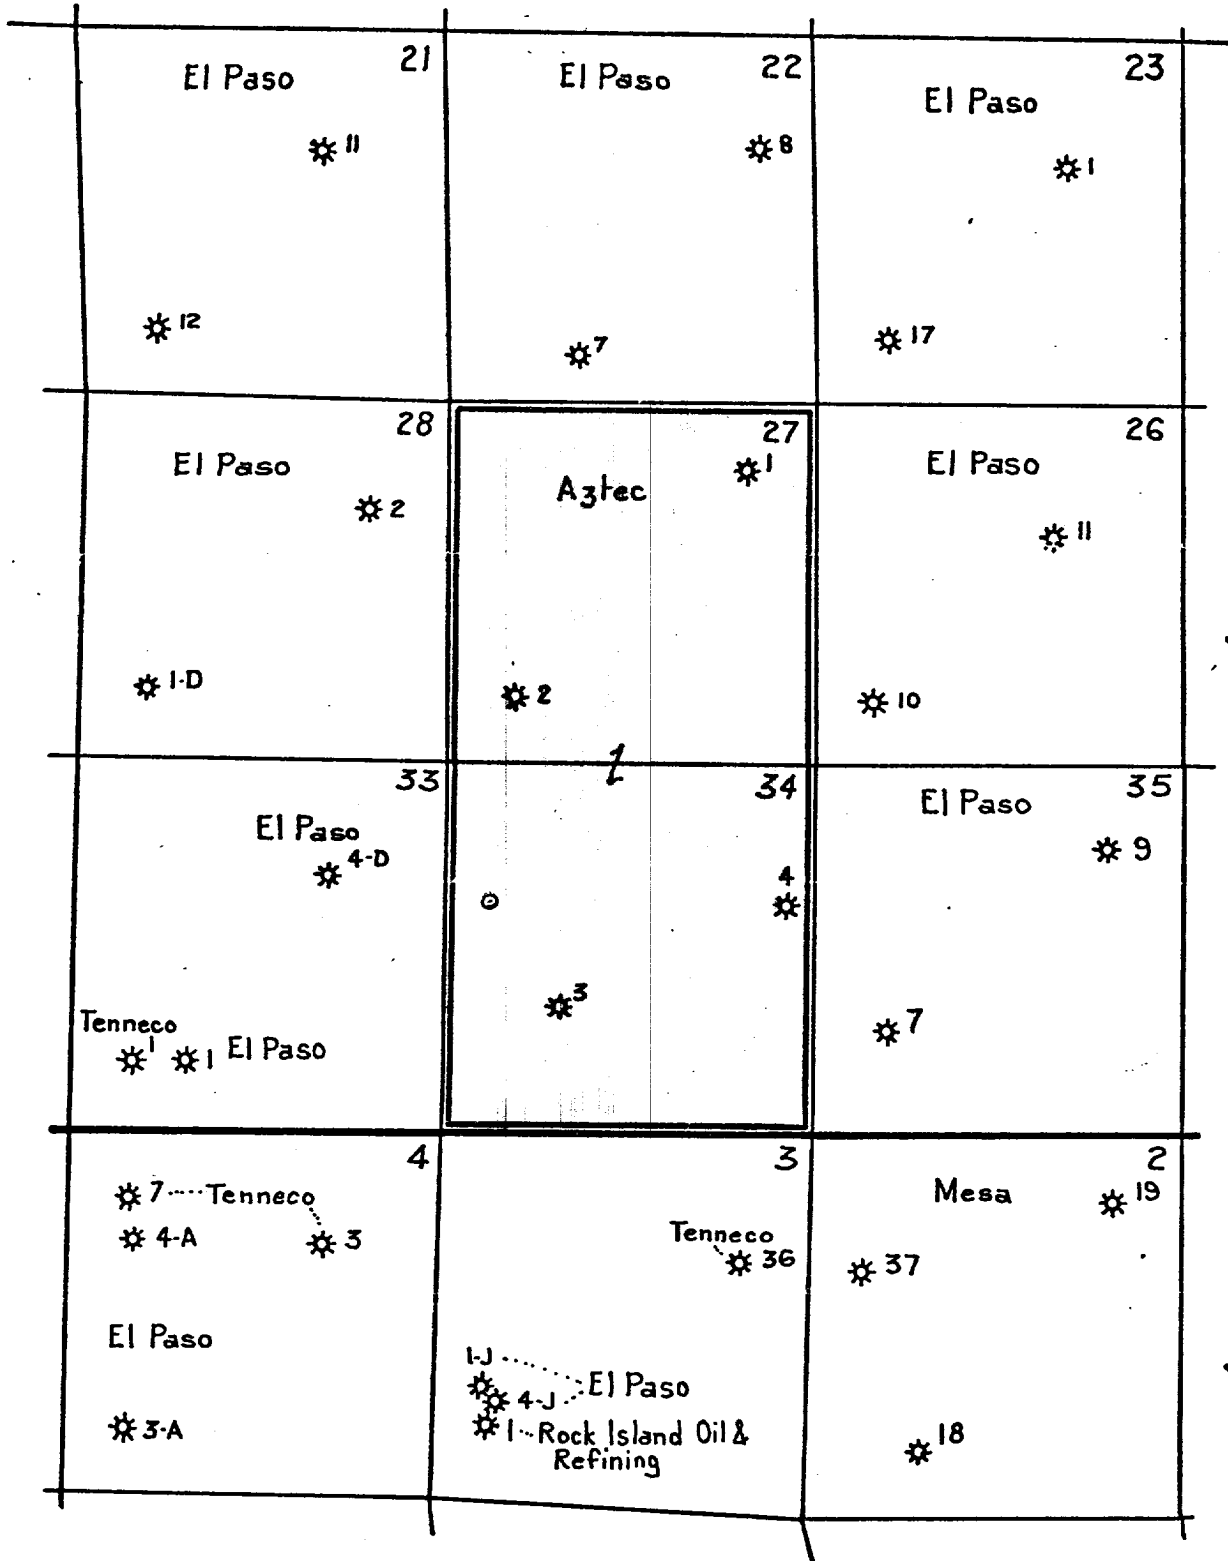 21
El Paso
11
12
22
El Paso
8
7
23
El Paso
1
17
28
El Paso
2
1-D
27
Aztec
1
2
26
El Paso
11
10
33
El Paso
4-D
Tenneco
1
1 El Paso
34
4
3
35
El Paso
9
7
4
7 Tenneco
4-A
3
El Paso
3-A
3
Tenneco
36
1-J
El Paso
4-J
1 Rock Island Oil &
Refining
2
Mesa
19
37
18